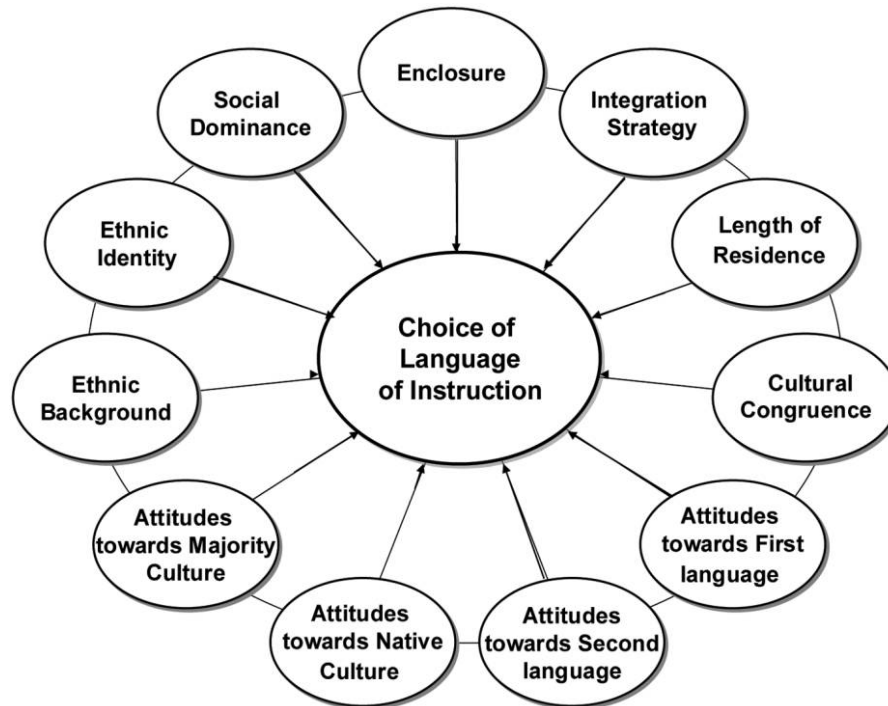 Enclosure
Social
Dominance
Integration
Strategy
Ethnic
Identity
Length of
Residence
Choice of
Language
of Instruction
Ethnic
Background
Cultural
Congruence
Attitudes
towards Majority
Culture
Attitudes
towards First
language
Attitudes
towards Native
Culture
Attitudes
towards Second
language